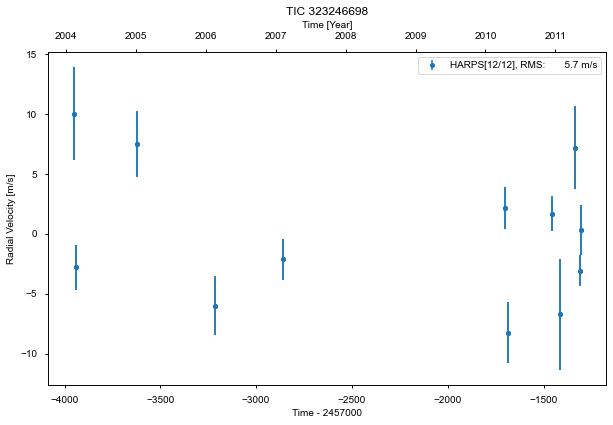 TIC 323246698
Time [Year]
2004 2005 2006 2007 2008 2009 2010 2011
HARPS[12/12], RMS: 5.7 m/s
15
10
5
0
−5
−10
Radial Velocity [m/s]
−4000 −3500 −3000 −2500 −2000 −1500
Time - 2457000